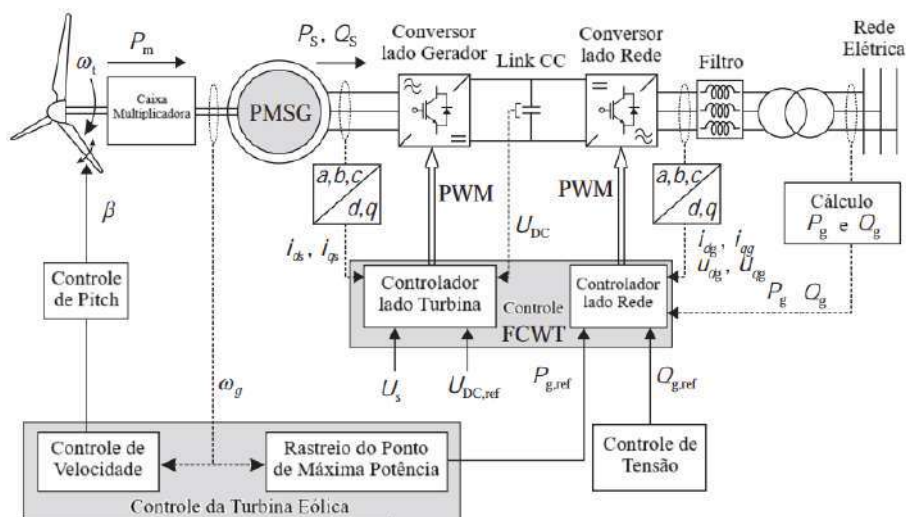 P_m
ω_t
Caixa
Multiplicadora
PMSG
P_S, Q_S
Conversor
lado Gerador
Link CC
Conversor
lado Rede
Filtro
Rede
Elétrica
a,b,c
d,q
PWM
U_DC
PWM
a,b,c
d,q
Cálculo
P_g e Q_g
β
i_ds, i_qs
i_dg, i_qg
u_dg, u_qg
P_g Q_g
Controle
de Pitch
Controlador
lado Turbina
Controle
FCWT
Controlador
lado Rede
ω_g
U_s
U_DC,ref
P_g,ref
Q_g,ref
Controle de
Velocidade
Rastreio do Ponto
de Máxima Potência
Controle de
Tensão
Controle da Turbina Eólica